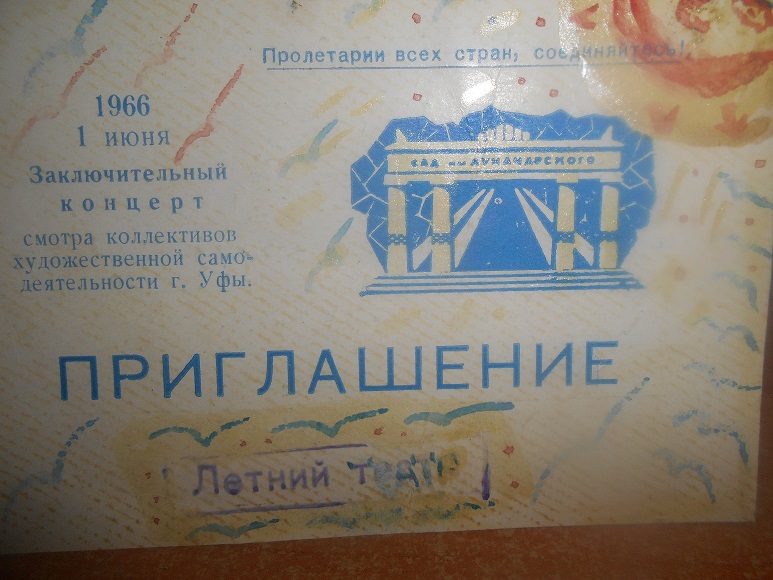 Пролетарии всех стран, соединяйтесь!
1966
1 июня
Заключительный
концерт
смотра коллективов
художественной само-
деятельности г. Уфы.
САД им ЛУНАЧАРСКОГО
ПРИГЛАШЕНИЕ
Летний театр